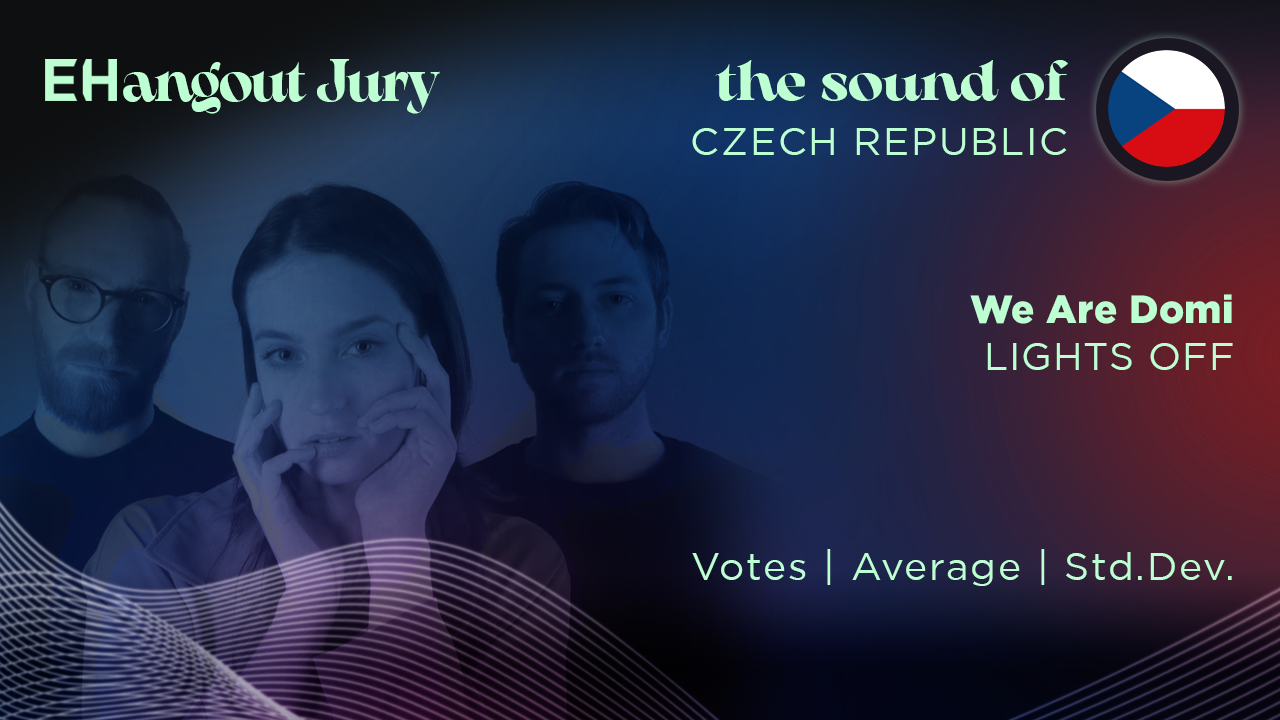 EHangout Jury
the sound of
CZECH REPUBLIC
We Are Domi
LIGHTS OFF
Votes | Average | Std.Dev.